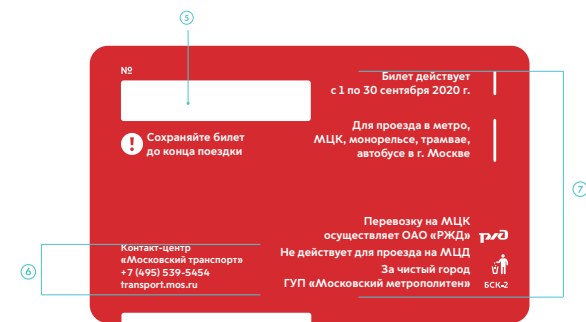 5
№
Билет действует
с 1 по 30 сентября 2020 г.
Сохраняйте билет
до конца поездки
Для проезда в метро,
МЦК, монорельсе, трамвае,
автобусе в г. Москве
7
Перевозку на МЦК
осуществляет ОАО «РЖД»
РЖД
Не действует для проезда на МЦД
За чистый город
ГУП «Московский метрополитен»
БСК-2
6
Контакт-центр
«Московский транспорт»
+7 (495) 539-5454
transport.mos.ru